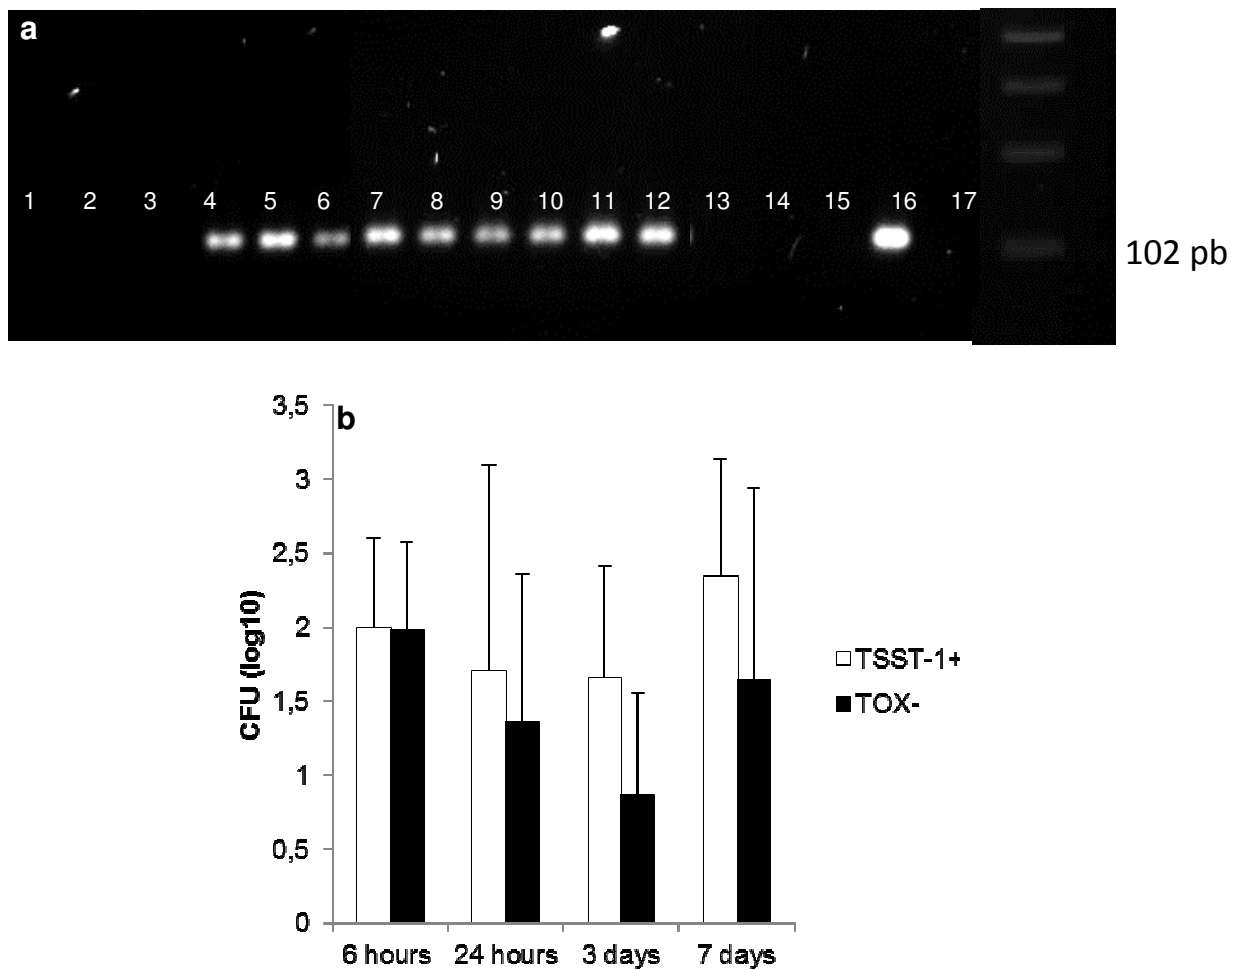 a
1 2 3 4 5 6 7 8 9 10 11 12 13 14 15 16 17
102 pb
b
3,5
3
2,5
2
1,5
1
0,5
0
CFU (log10)
6 hours 24 hours 3 days 7 days
TSST-1+
TOX-